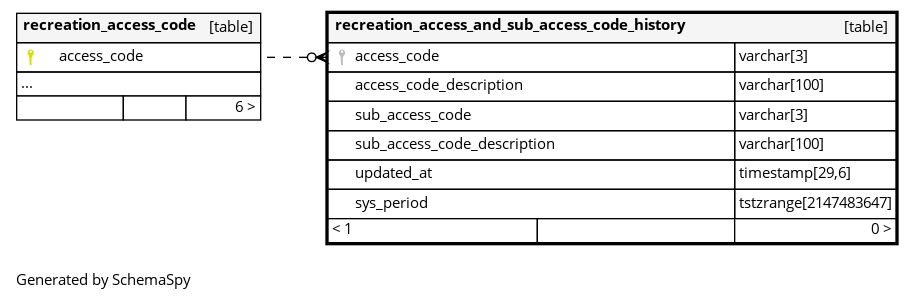 recreation_access_code [table]
access_code
...
6 >
recreation_access_and_sub_access_code_history [table]
access_code varchar[3]
access_code_description varchar[100]
sub_access_code varchar[3]
sub_access_code_description varchar[100]
updated_at timestamp[29,6]
sys_period tstzrange[2147483647]
< 1 0 >
Generated by SchemaSpy